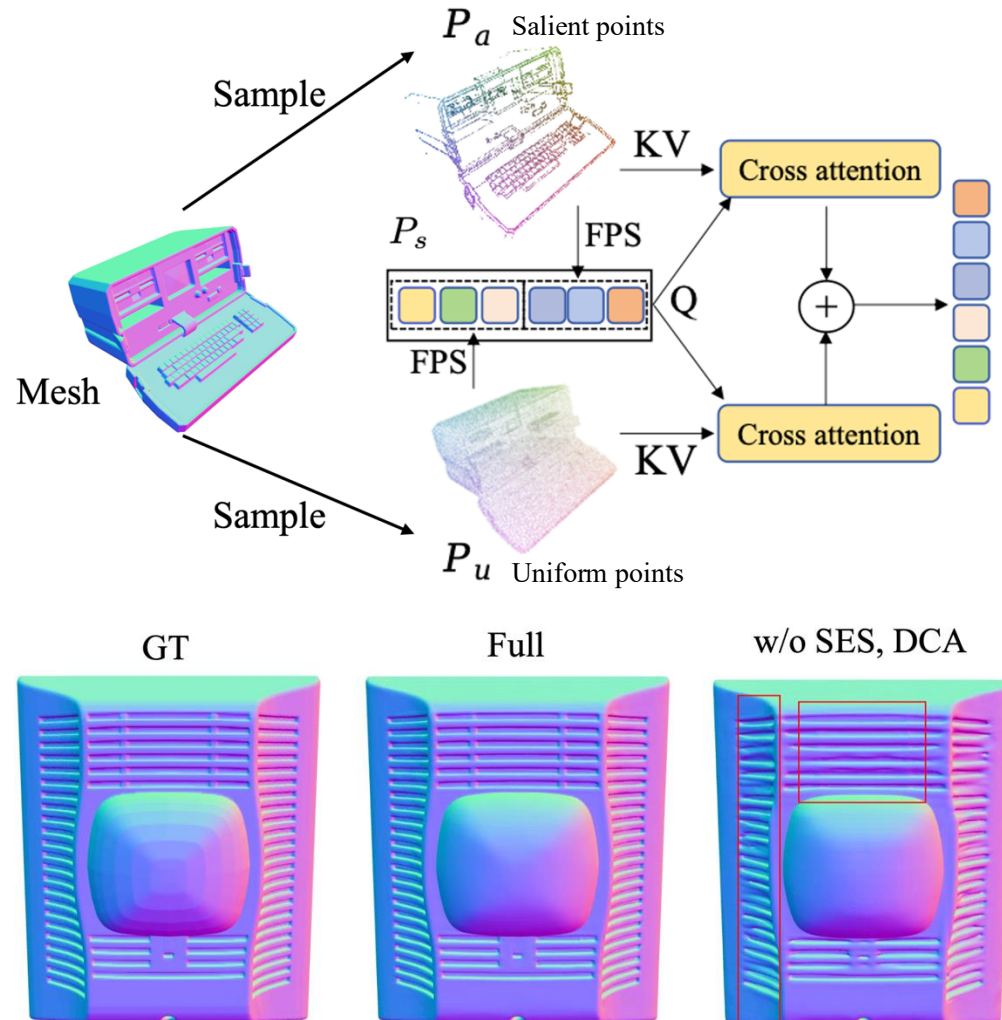 P_a Salient points
Sample
KV
Cross attention
P_s
FPS
Q
+
FPS
Mesh
KV
Cross attention
Sample
P_u Uniform points
GT
Full
w/o SES, DCA